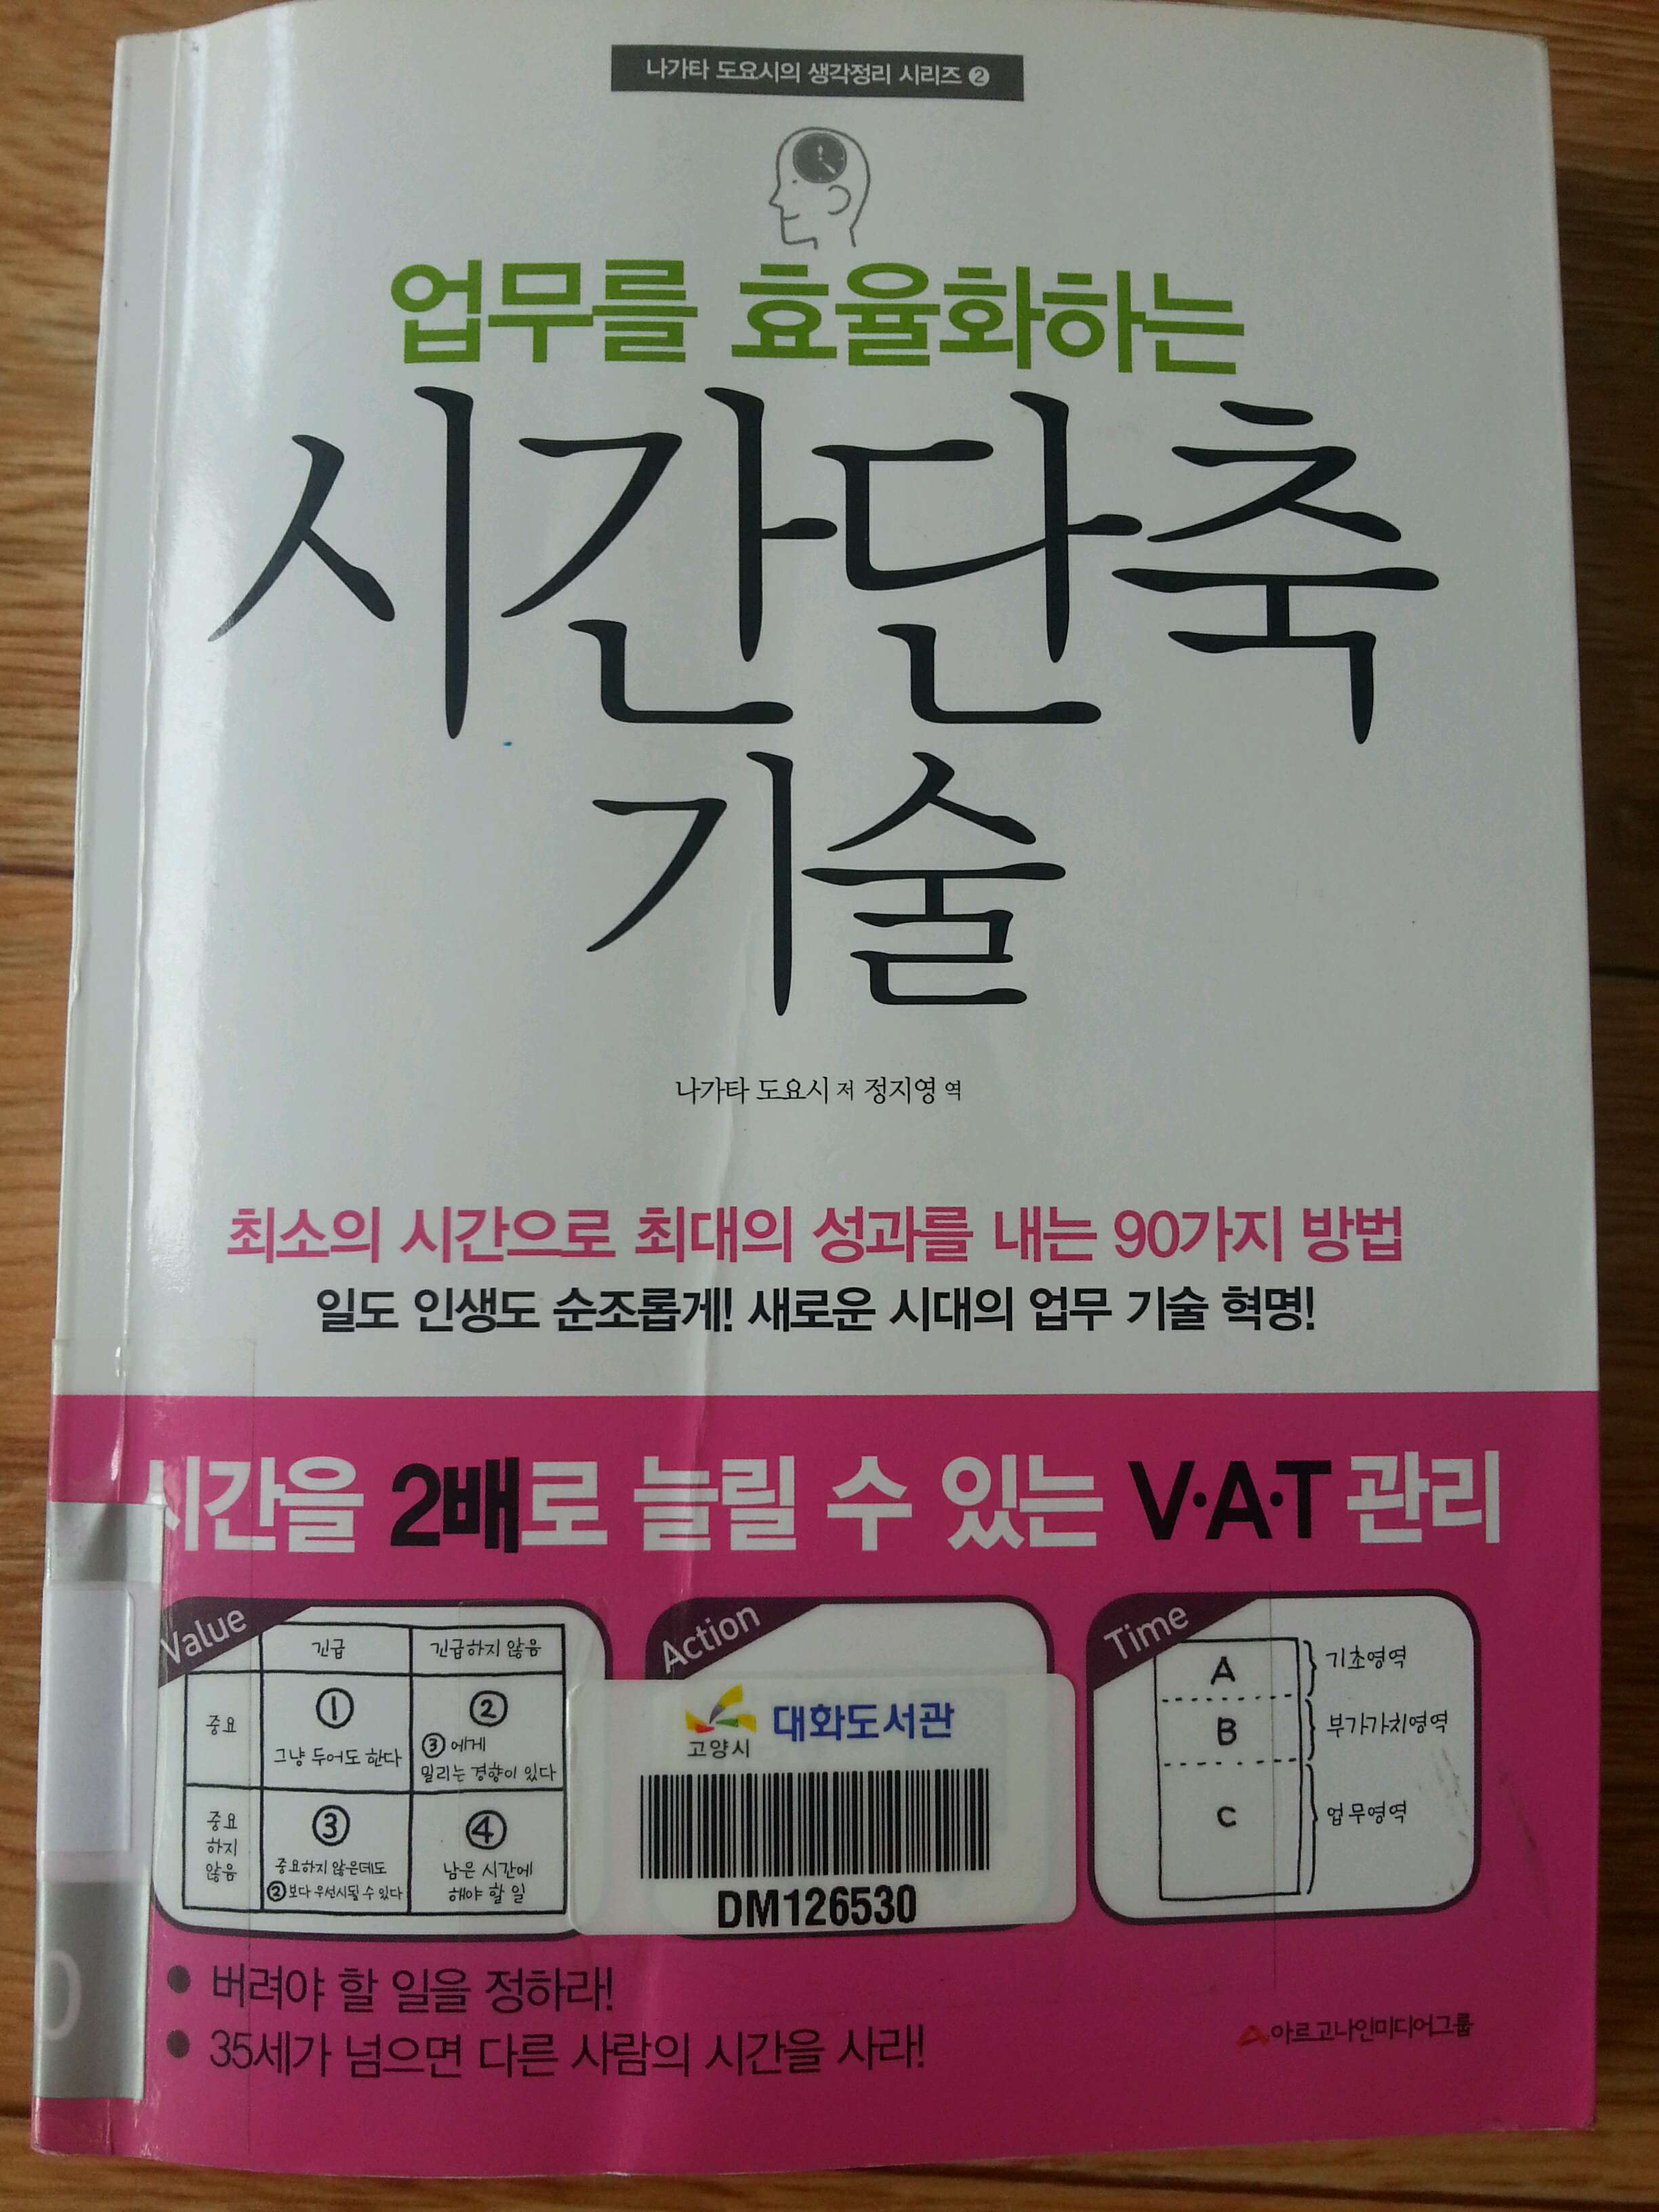 나가타 도요시의 생각정리 시리즈 ❷
업무를 효율화하는
시간단축
기술
나가타 도요시 저 정지영 역
최소의 시간으로 최대의 성과를 내는 90가지 방법
일도 인생도 순조롭게! 새로운 시대의 업무 기술 혁명!
시간을 2배로 늘릴 수 있는 V·A·T 관리
Value
긴급
긴급하지 않음
중요
①
그냥 두어도 한다
②
③에게
밀리는 경향이 있다
중요
하지
않음
③
중요하지 않은데도
②보다 우선시될 수 있다
④
남은 시간에
해야 할 일
Action
고양시 대화도서관
DM126530
Time
A 기초영역
B 부가가치영역
C 업무영역
● 버려야 할 일을 정하라!
● 35세가 넘으면 다른 사람의 시간을 사라!
아르고나인미디어그룹